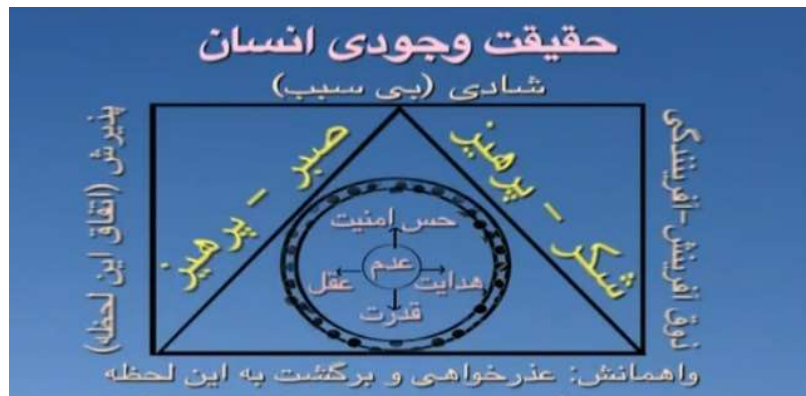 حقیقت وجودی انسان
شادی (بی سبب)
ذوق آفرینش-آفرینندگی
شکر - پرهیز
صبر - پرهیز
پذیرش (اتفاق این لحظه)
حس امنیت
هدایت
عدم
عقل
قدرت
واهمانش: عذرخواهی و برگشت به این لحظه